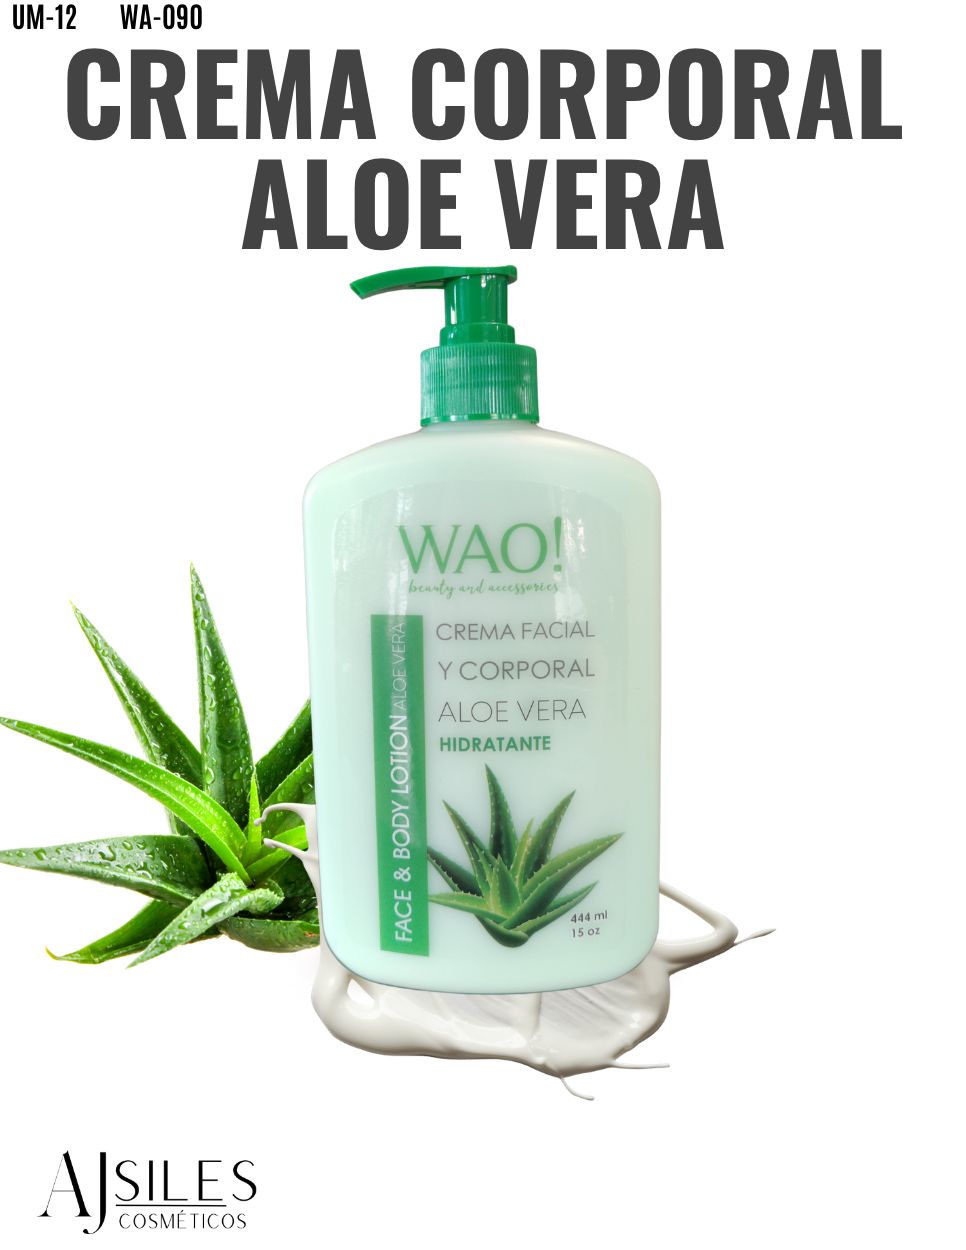 UM-12 WA-090
CREMA CORPORAL
ALOE VERA
WAO!
beauty and accessories
FACE & BODY LOTION ALOE VERA
CREMA FACIAL
Y CORPORAL
ALOE VERA
HIDRATANTE
444 ml
15 oz
AJSILES
COSMÉTICOS